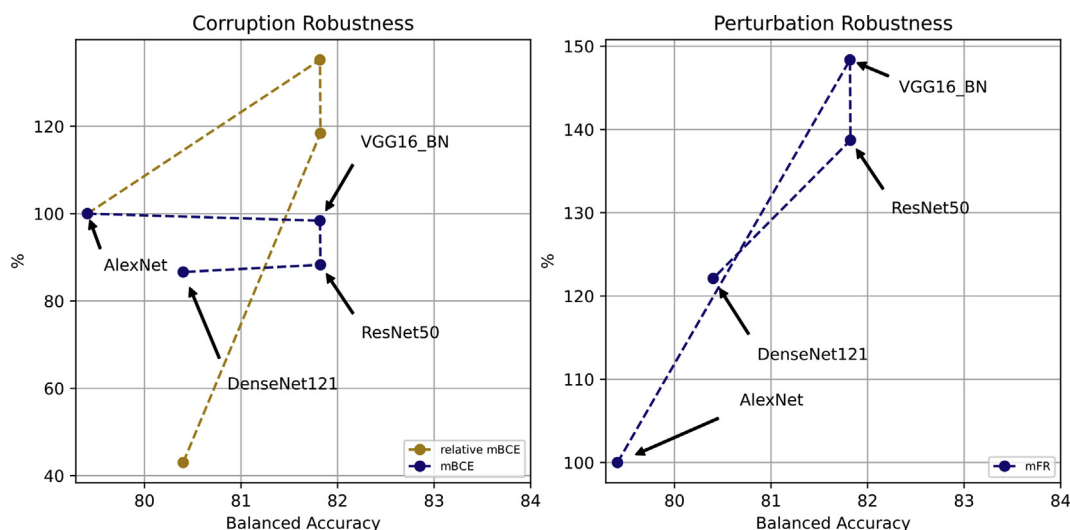 Corruption Robustness
120
100
80
60
40
%
80
81
82
83
84
Balanced Accuracy
VGG16_BN
AlexNet
ResNet50
DenseNet121
relative mBCE
mBCE
Perturbation Robustness
150
140
130
120
110
100
%
80
81
82
83
84
Balanced Accuracy
VGG16_BN
ResNet50
DenseNet121
AlexNet
mFR